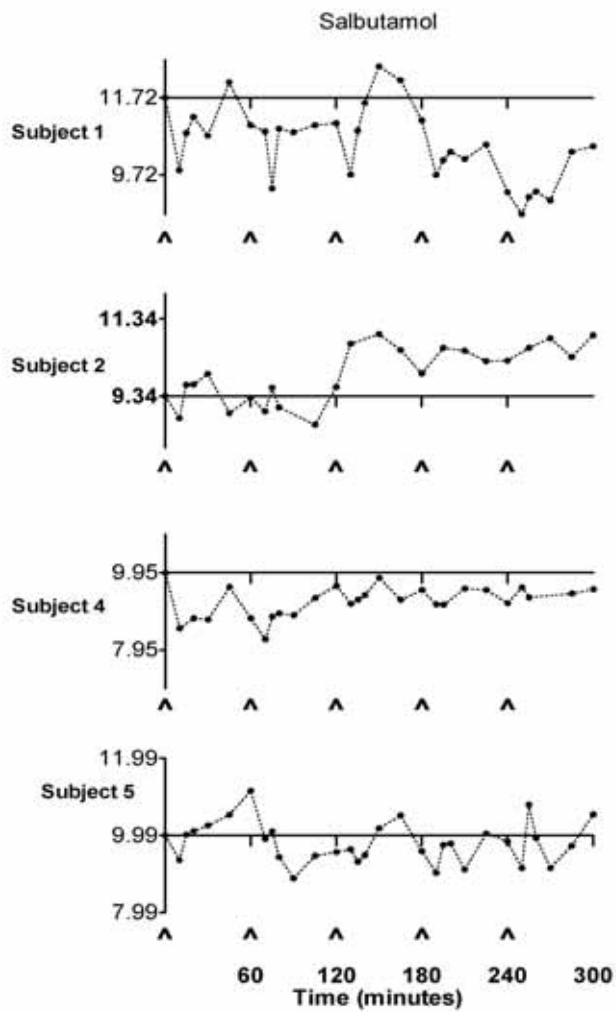 Salbutamol
11.72
Subject 1
9.72
^ ^ ^ ^ ^
11.34
Subject 2
9.34
^ ^ ^ ^ ^
9.95
Subject 4
7.95
^ ^ ^ ^ ^
11.99
Subject 5
9.99
7.99
^ ^ ^ ^ ^
60 120 180 240 300
Time (minutes)